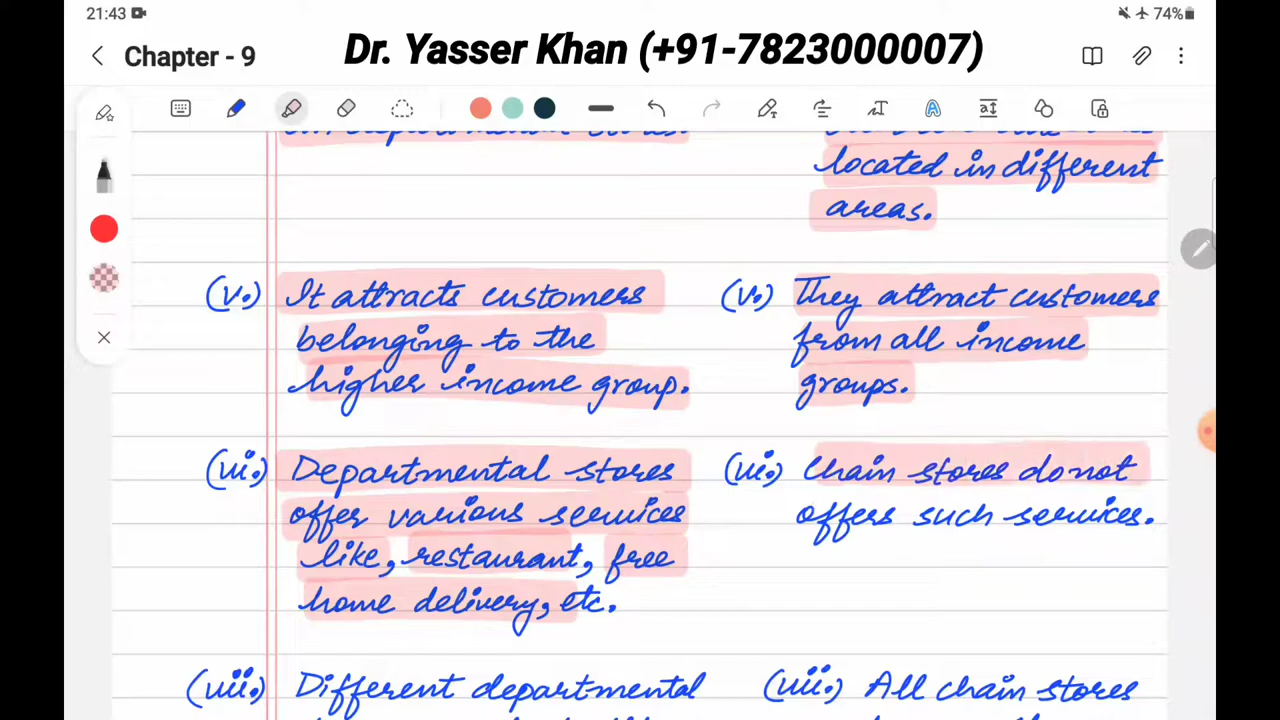 21:43
74%
Chapter - 9
Dr. Yasser Khan (+91-7823000007)
located in different
areas.
(v.) It attracts customers
belonging to the
higher income group.
(v.) They attract customers
from all income
groups.
(vi.) Departmental stores
offer various services
like, restaurant, free
home delivery, etc.
(vi.) Chain stores do not
offers such services.
(vii.) Different departmental
(vii.) All chain stores